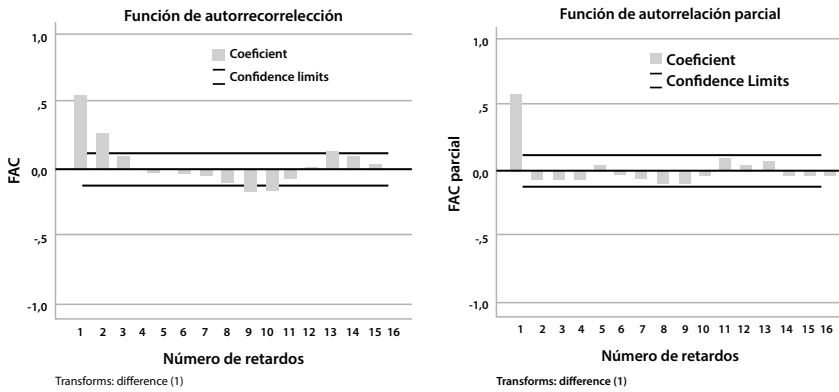 Función de autorrecorrelección
1,0
,5
0,0
-,5
-1,0
FAC
Coeficient
Confidence limits
1 2 3 4 5 6 7 8 9 10 11 12 13 14 15 16
Número de retardos
Transforms: difference (1)
Función de autorrelación parcial
1,0
,5
0,0
-,5
-1,0
FAC parcial
Coeficient
Confidence Limits
1 2 3 4 5 6 7 8 9 10 11 12 13 14 15 16
Número de retardos
Transforms: difference (1)